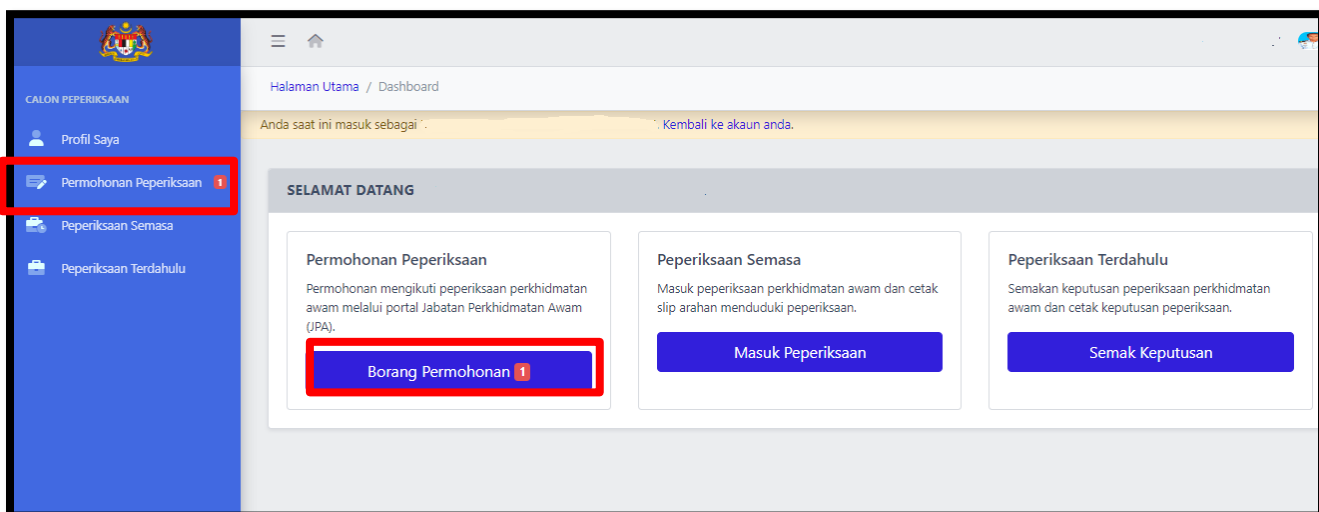 Halaman Utama / Dashboard
CALON PEPERIKSAAN
Anda saat ini masuk sebagai
Kembali ke akaun anda.
Profil Saya
Permohonan Peperiksaan 1
Peperiksaan Semasa
Peperiksaan Terdahulu
SELAMAT DATANG
Permohonan Peperiksaan
Permohonan mengikuti peperiksaan perkhidmatan
awam melalui portal Jabatan Perkhidmatan Awam
(JPA).
Borang Permohonan 1
Peperiksaan Semasa
Masuk peperiksaan perkhidmatan awam dan cetak
slip arahan menduduki peperiksaan.
Masuk Peperiksaan
Peperiksaan Terdahulu
Semakan keputusan peperiksaan perkhidmatan
awam dan cetak keputusan peperiksaan.
Semak Keputusan